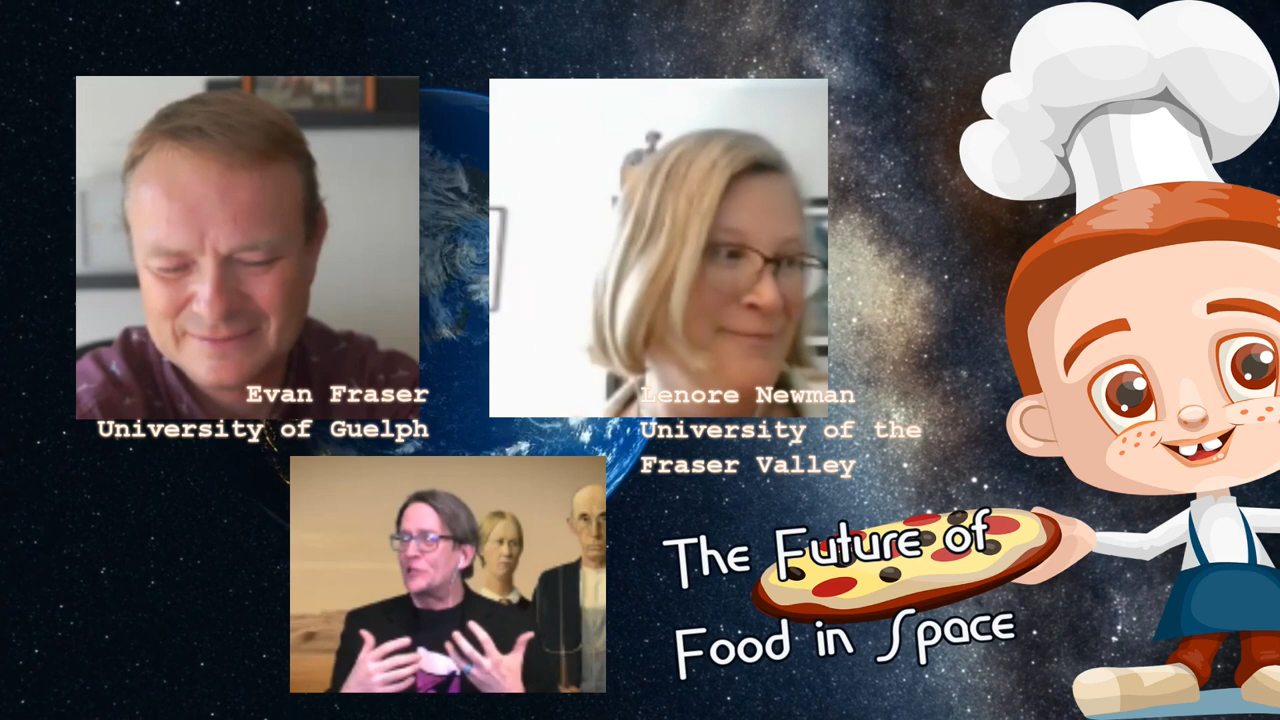 Evan Fraser
University of Guelph
Lenore Newman
University of the
Fraser Valley
The Future of
Food in Space